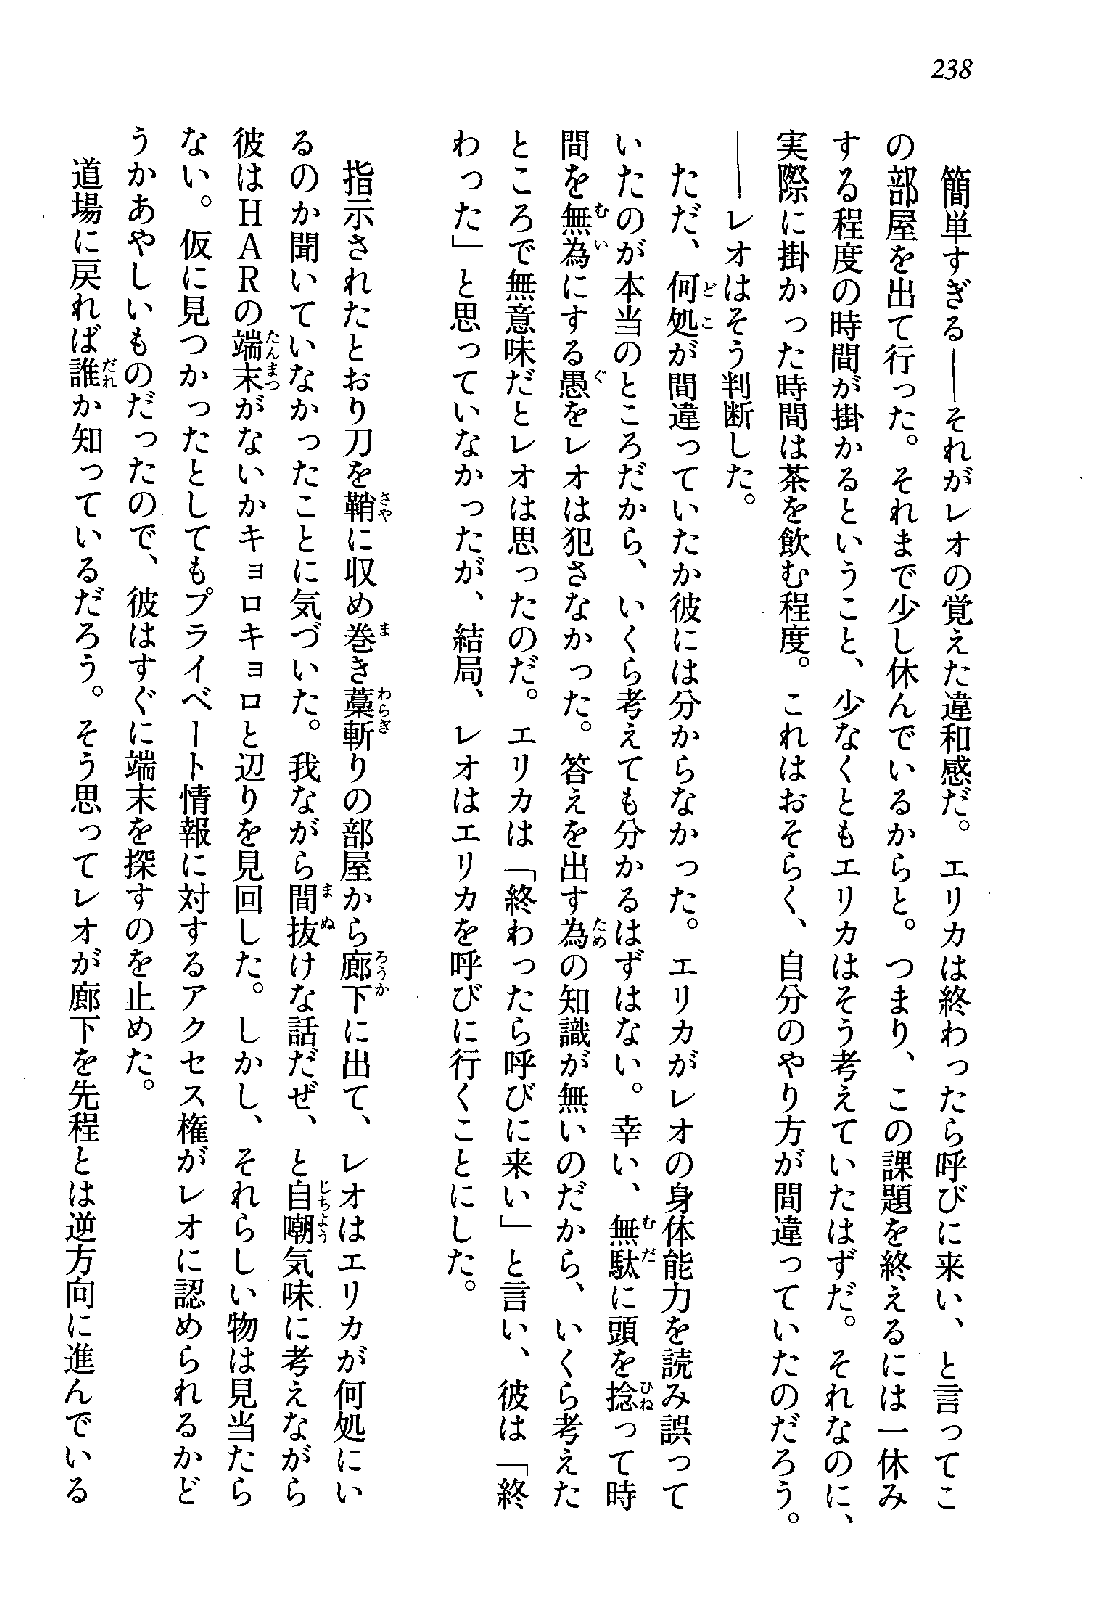 238
簡単すぎる――それがレオの覚えた違和感だ。エリカは終わったら呼びに来い、と言ってこ
の部屋を出て行った。それまで少し休んでいるからと。つまり、この課題を終えるには一休み
する程度の時間が掛かるということ、少なくともエリカはそう考えていたはずだ。それなのに、
実際に掛かった時間は茶を飲む程度。これはおそらく、自分のやり方が間違っていたのだろう。
――レオはそう判断した。
ただ、何処が間違っていたか彼には分からなかった。エリカがレオの身体能力を読み誤って
いたのが本当のところだから、いくら考えても分かるはずはない。幸い、無駄に頭を捻って時
間を無為にする愚をレオは犯さなかった。答えを出す為の知識が無いのだから、いくら考えた
ところで無意味だとレオは思ったのだ。エリカは「終わったら呼びに来い」と言い、彼は「終
わった」と思っていなかったが、結局、レオはエリカを呼びに行くことにした。
指示されたとおり刀を鞘に収め巻き藁斬りの部屋から廊下に出て、レオはエリカが何処にい
るのか聞いていなかったことに気づいた。我ながら間抜けな話だぜ、と自嘲気味に考えながら
彼はHARの端末がないかキョロキョロと辺りを見回した。しかし、それらしい物は見当たら
ない。仮に見つかったとしてもプライベート情報に対するアクセス権がレオに認められるかど
うかあやしいものだったので、彼はすぐに端末を探すのを止めた。
道場に戻れば誰か知っているだろう。そう思ってレオが廊下を先程とは逆方向に進んでいる